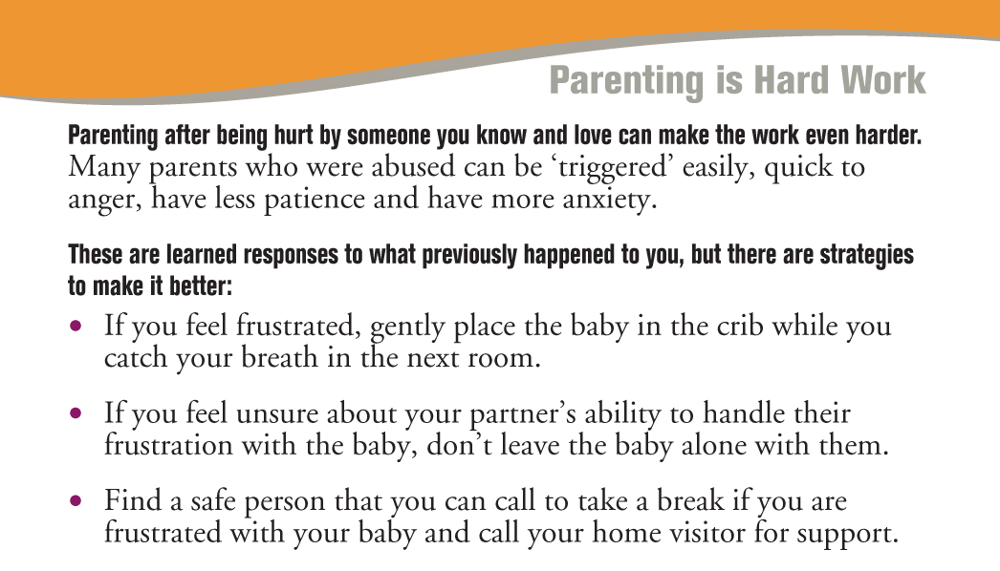 Parenting is Hard Work
Parenting after being hurt by someone you know and love can make the work even harder.
Many parents who were abused can be ‘triggered’ easily, quick to
anger, have less patience and have more anxiety.
These are learned responses to what previously happened to you, but there are strategies
to make it better:
• If you feel frustrated, gently place the baby in the crib while you
catch your breath in the next room.
• If you feel unsure about your partner’s ability to handle their
frustration with the baby, don’t leave the baby alone with them.
• Find a safe person that you can call to take a break if you are
frustrated with your baby and call your home visitor for support.